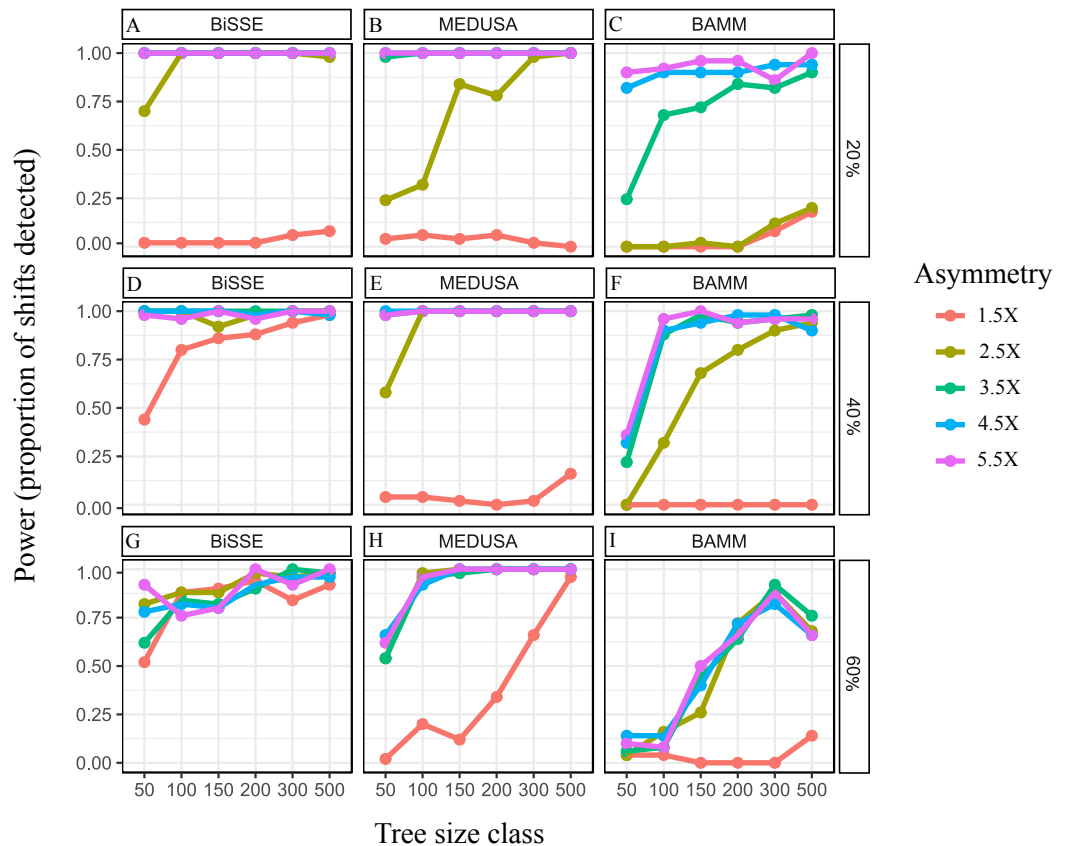 A BiSSE
B MEDUSA
C BAMM
1.00
0.75
0.50
0.25
0.00
20%
D BiSSE
E MEDUSA
F BAMM
1.00
0.75
0.50
0.25
0.00
40%
G BiSSE
H MEDUSA
I BAMM
1.00
0.75
0.50
0.25
0.00
60%
50 100 150 200 300 500
50 100 150 200 300 500
50 100 150 200 300 500
Tree size class
Power (proportion of shifts detected)
Asymmetry
1.5X
2.5X
3.5X
4.5X
5.5X